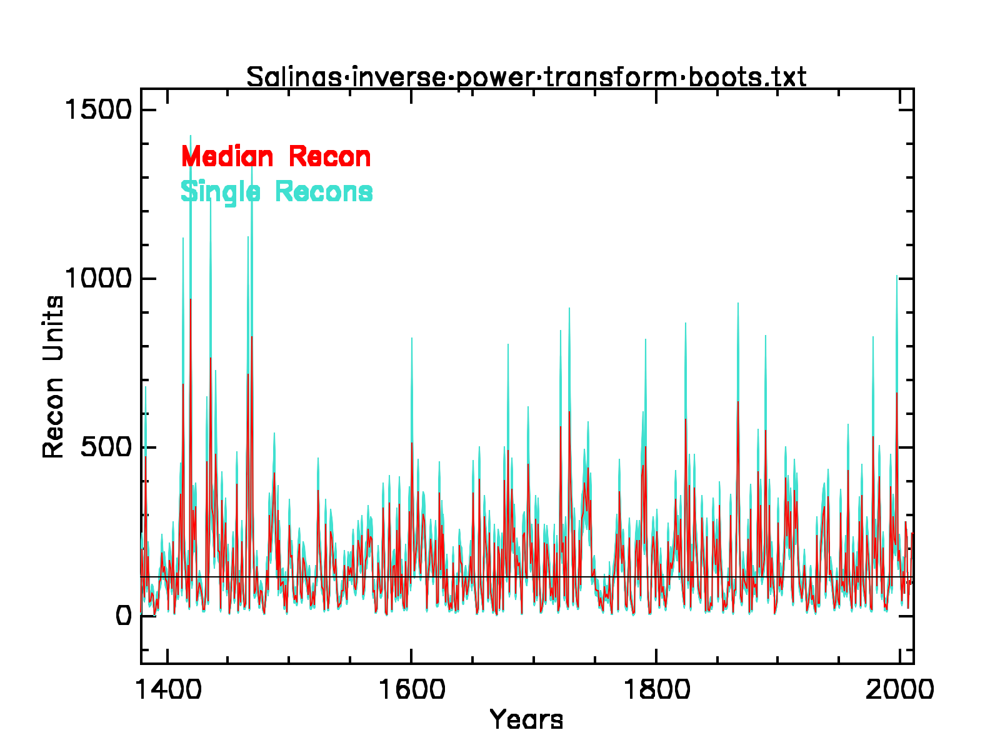 Salinas·inverse·power·transform·boots.txt
1500
Median Recon
Single Recons
1000
Recon Units
500
0
1400 1600 1800 2000
Years